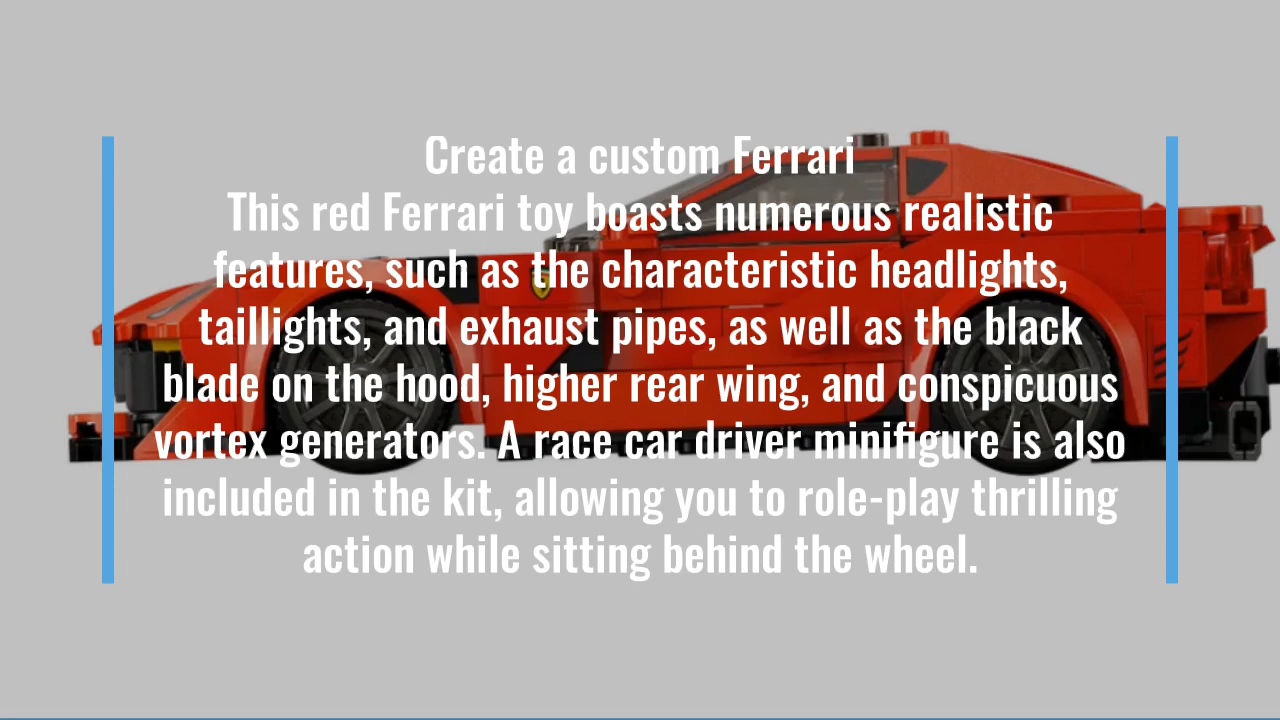 Create a custom Ferrari
This red Ferrari toy boasts numerous realistic
features, such as the characteristic headlights,
taillights, and exhaust pipes, as well as the black
blade on the hood, higher rear wing, and conspicuous
vortex generators. A race car driver minifigure is also
included in the kit, allowing you to role-play thrilling
action while sitting behind the wheel.